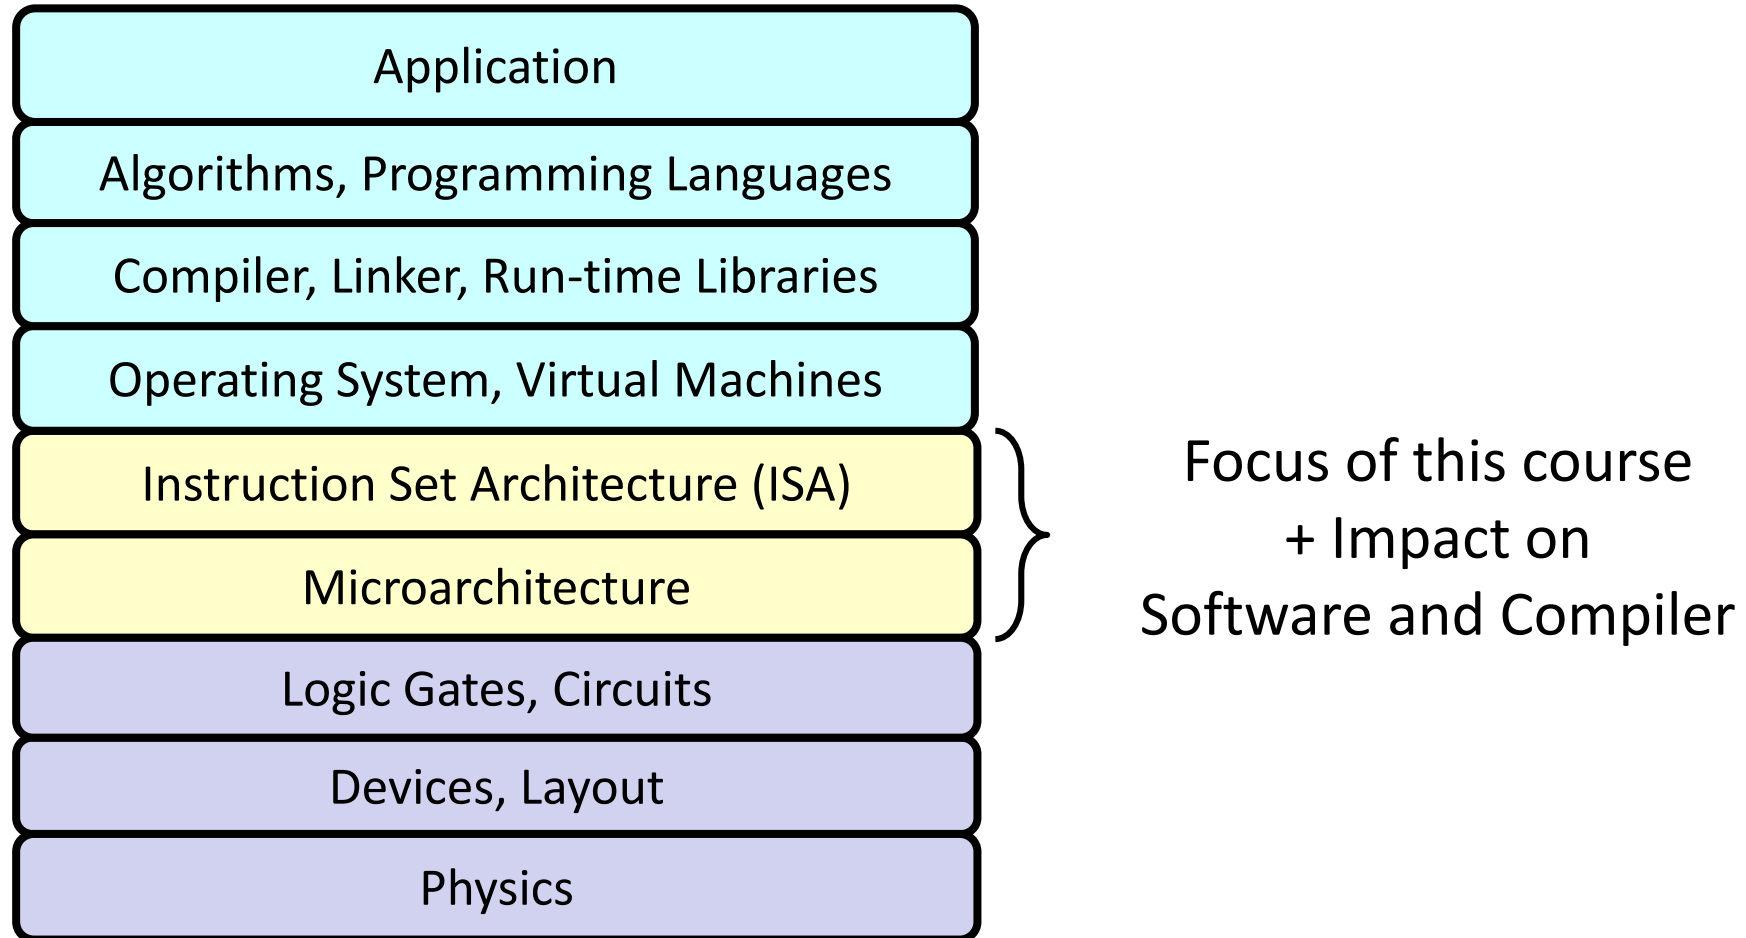 Application
Algorithms, Programming Languages
Compiler, Linker, Run-time Libraries
Operating System, Virtual Machines
Instruction Set Architecture (ISA)
Microarchitecture
Logic Gates, Circuits
Devices, Layout
Physics
Focus of this course
+ Impact on
Software and Compiler